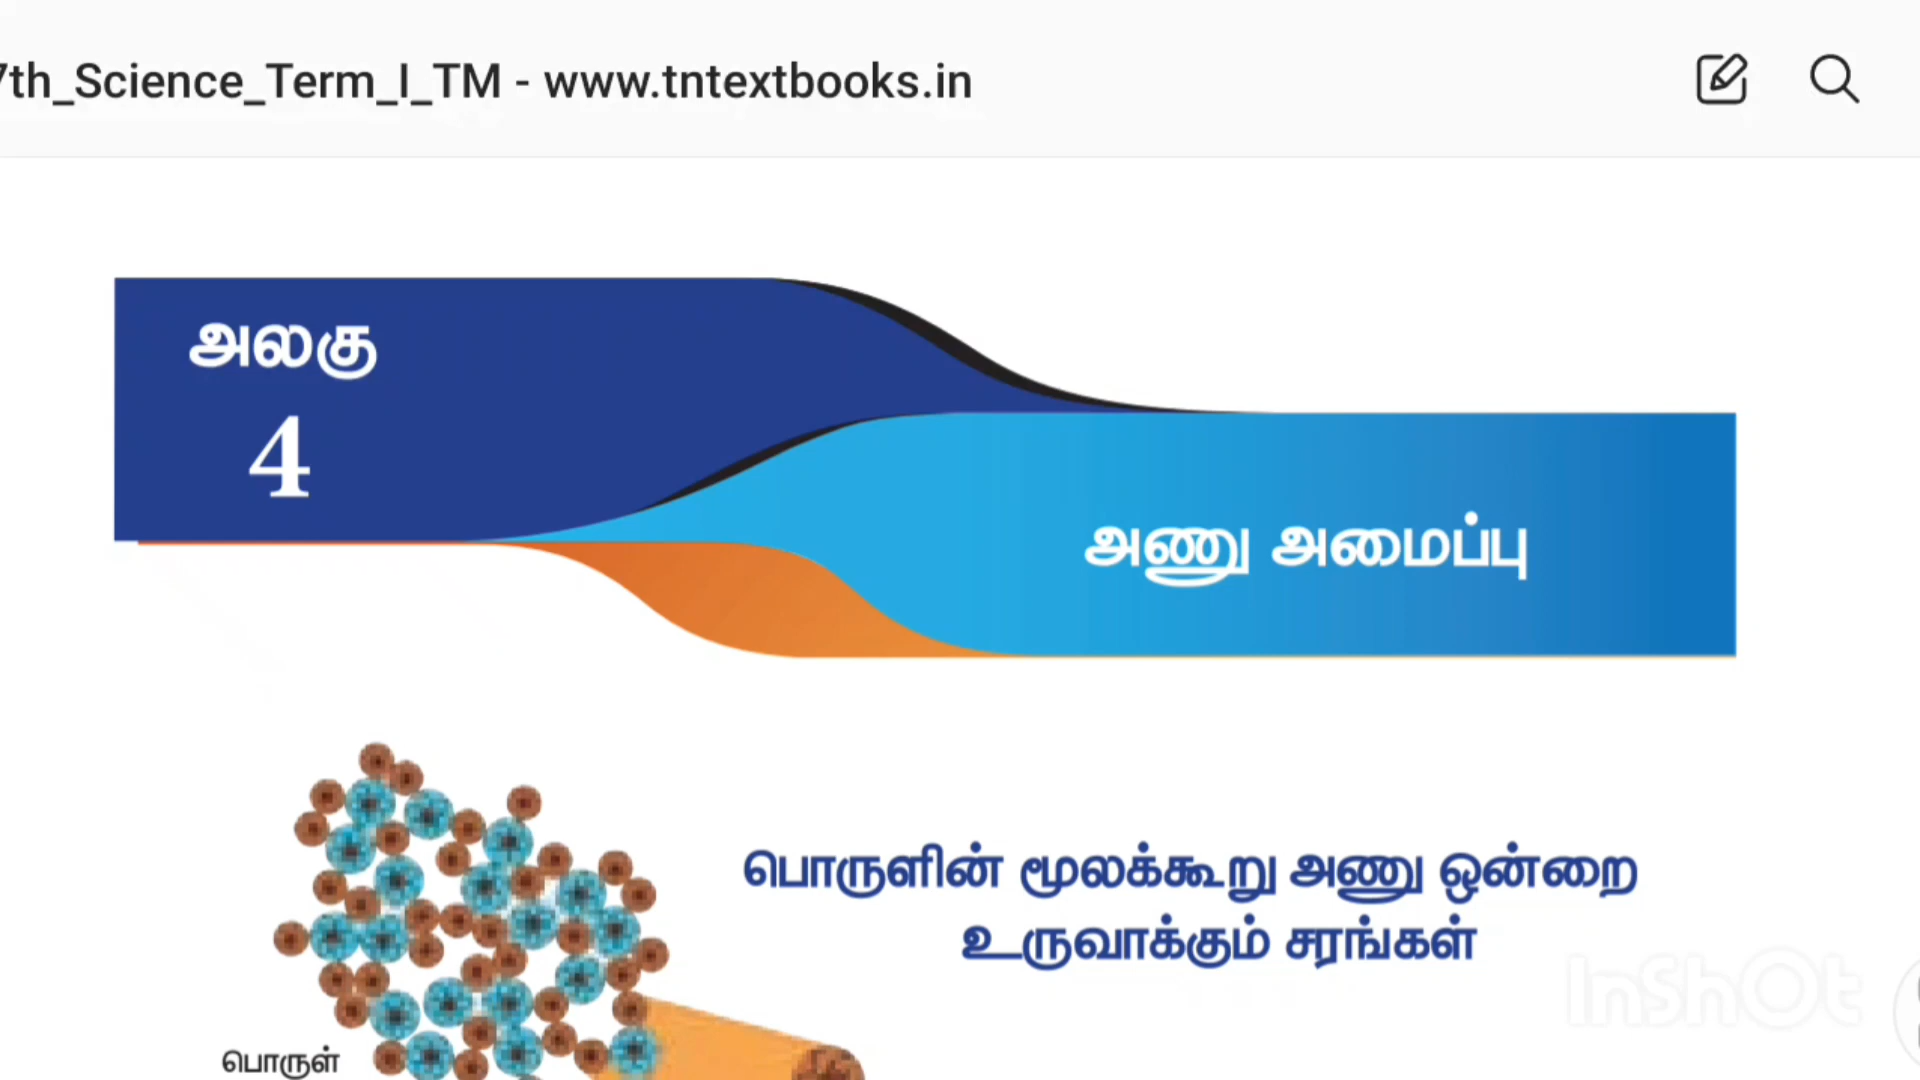 7th_Science_Term_I_TM - www.tntextbooks.in
அலகு
4
அணு அமைப்பு
பொருளின் மூலக்கூறு அணு ஒன்றை
உருவாக்கும் சரங்கள்
பொருள்
InShOt